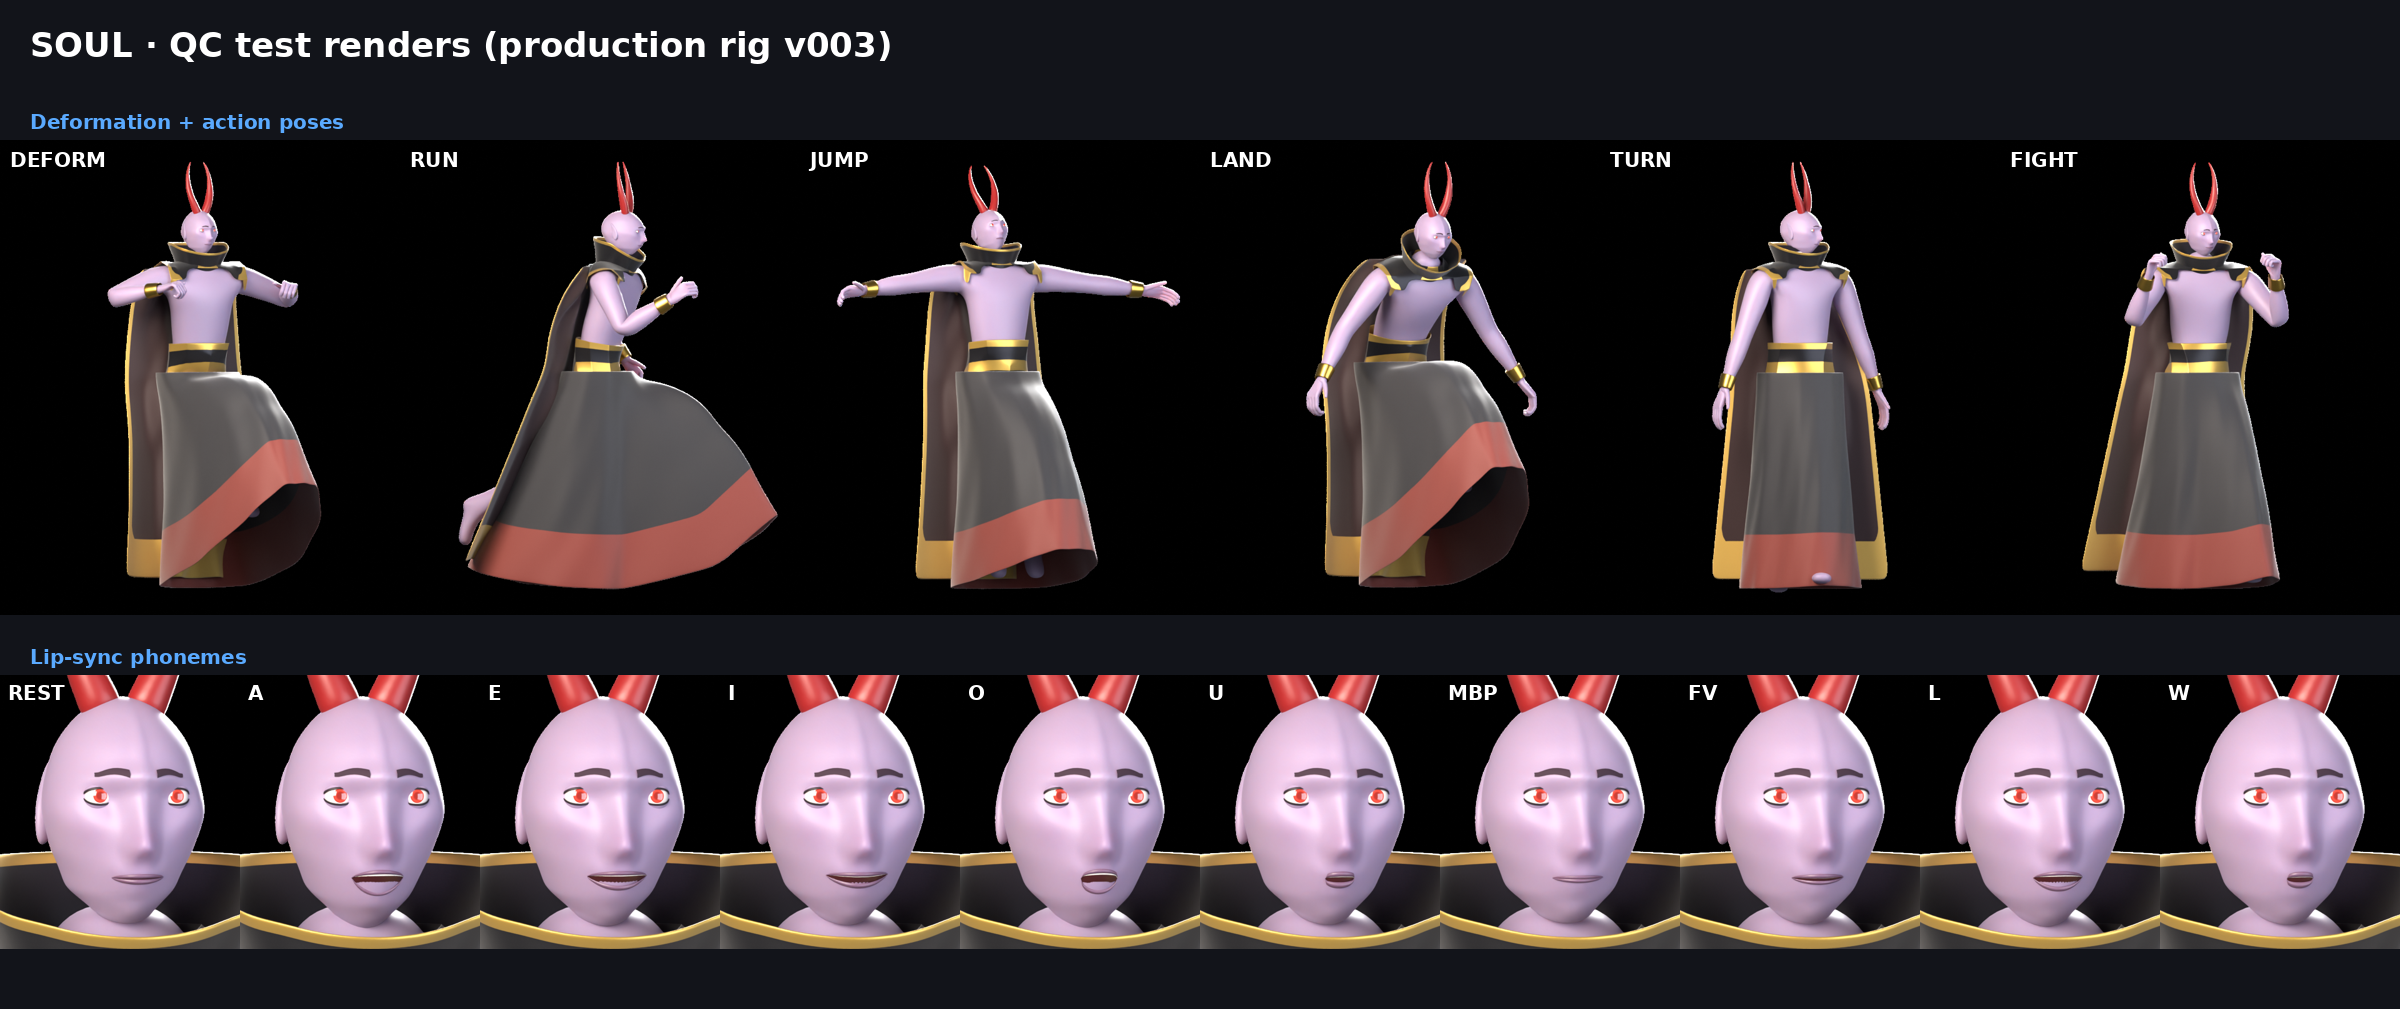 SOUL · QC test renders (production rig v003)
Deformation + action poses
DEFORM RUN JUMP LAND TURN FIGHT
Lip-sync phonemes
REST A E I O U MBP FV L W